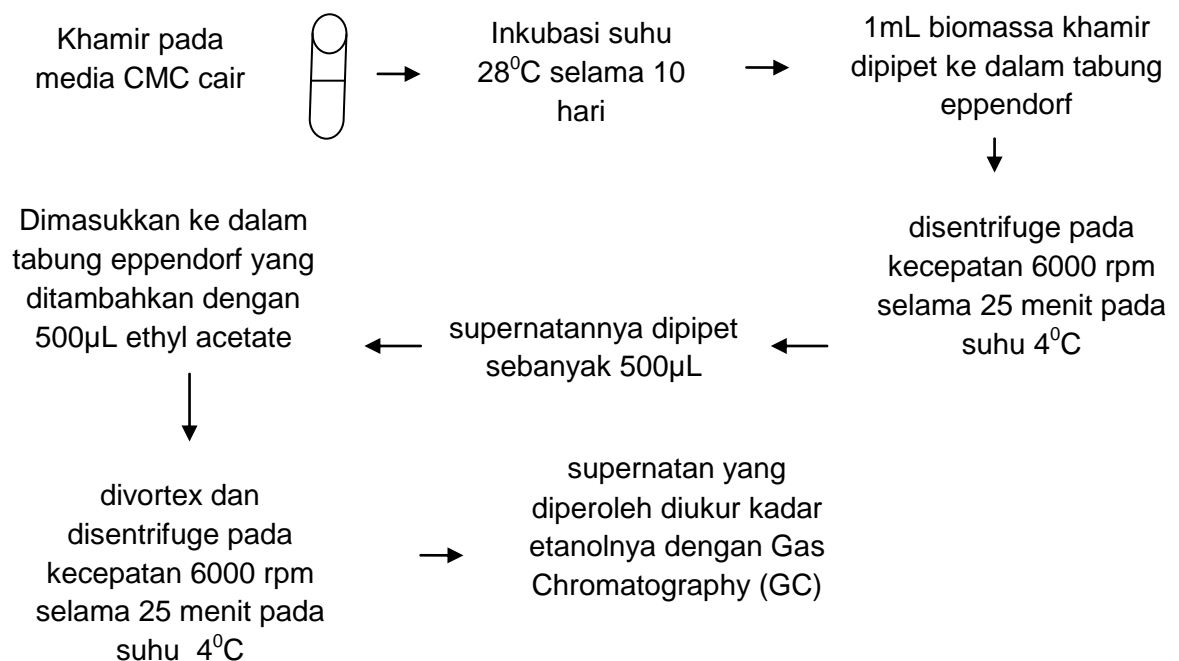 Khamir pada
media CMC cair
Inkubasi suhu
28⁰C selama 10
hari
1mL biomassa khamir
dipipet ke dalam tabung
eppendorf
disentrifuge pada
kecepatan 6000 rpm
selama 25 menit pada
suhu 4⁰C
supernatannya dipipet
sebanyak 500µL
Dimasukkan ke dalam
tabung eppendorf yang
ditambahkan dengan
500µL ethyl acetate
divortex dan
disentrifuge pada
kecepatan 6000 rpm
selama 25 menit pada
suhu 4⁰C
supernatan yang
diperoleh diukur kadar
etanolnya dengan Gas
Chromatography (GC)